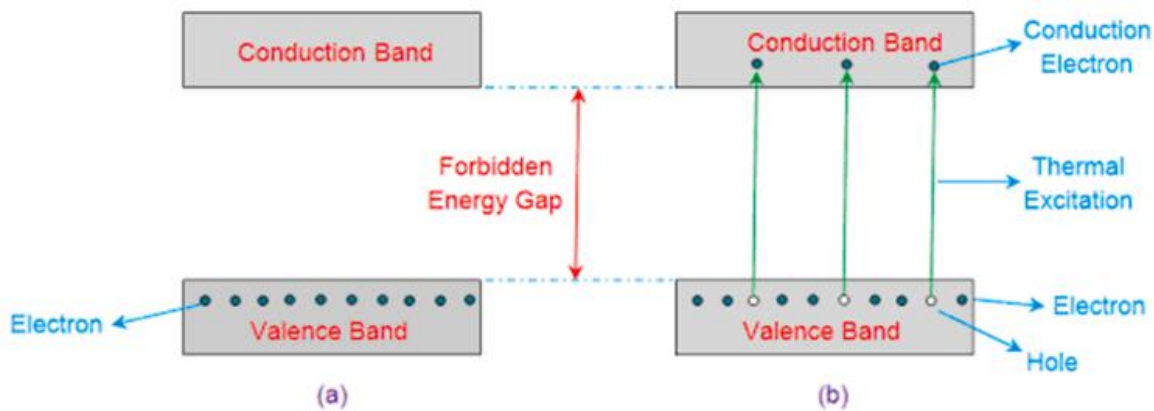 Conduction Band
Conduction Band
Conduction
Electron
Forbidden
Energy Gap
Thermal
Excitation
Electron
Valence Band
Valence Band
Electron
Hole
(a)
(b)